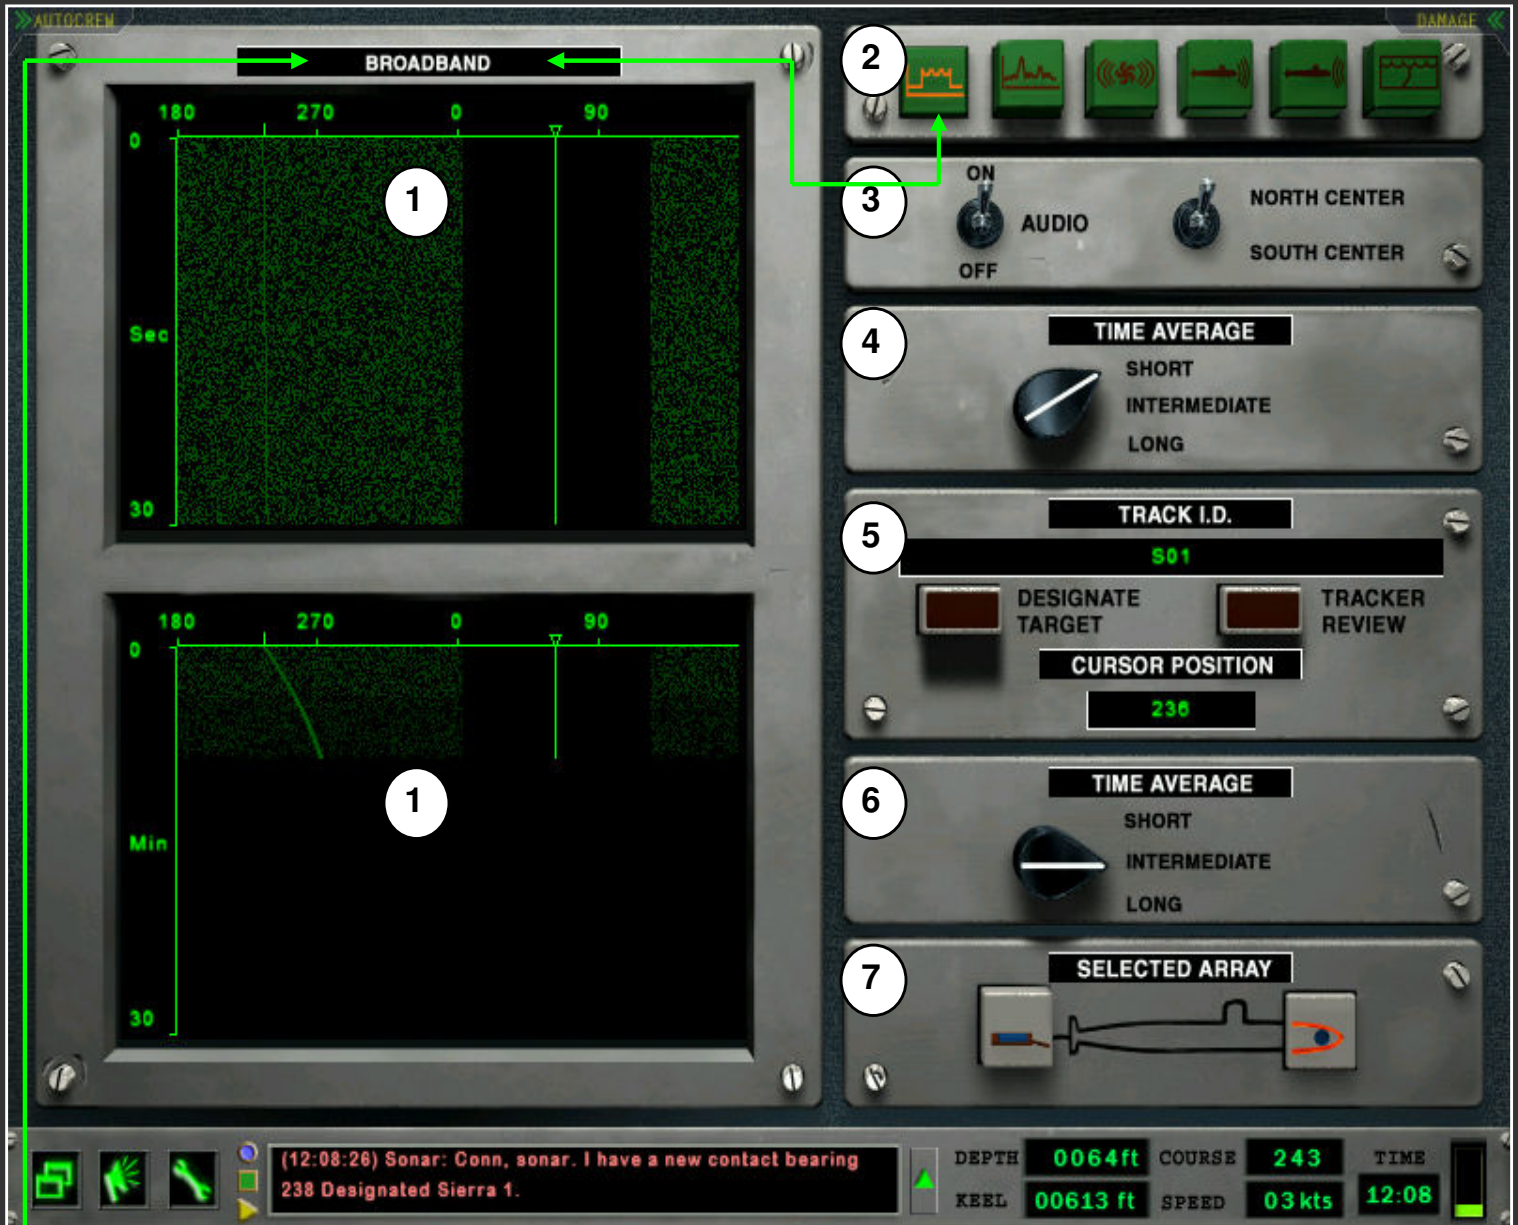 AUTOCREW
DAMAGE
BROADBAND
180 270 0 90
0
Sec
30
1
180 270 0 90
0
Min
30
1
2
3
ON
AUDIO
OFF
NORTH CENTER
SOUTH CENTER
4
TIME AVERAGE
SHORT
INTERMEDIATE
LONG
5
TRACK I.D.
S01
DESIGNATE
TARGET
TRACKER
REVIEW
CURSOR POSITION
236
6
TIME AVERAGE
SHORT
INTERMEDIATE
LONG
7
SELECTED ARRAY
(12:08:26) Sonar: Conn, sonar. I have a new contact bearing
238 Designated Sierra 1.
DEPTH 0064ft COURSE 243 TIME
KEEL 00613 ft SPEED 03 kts 12:08